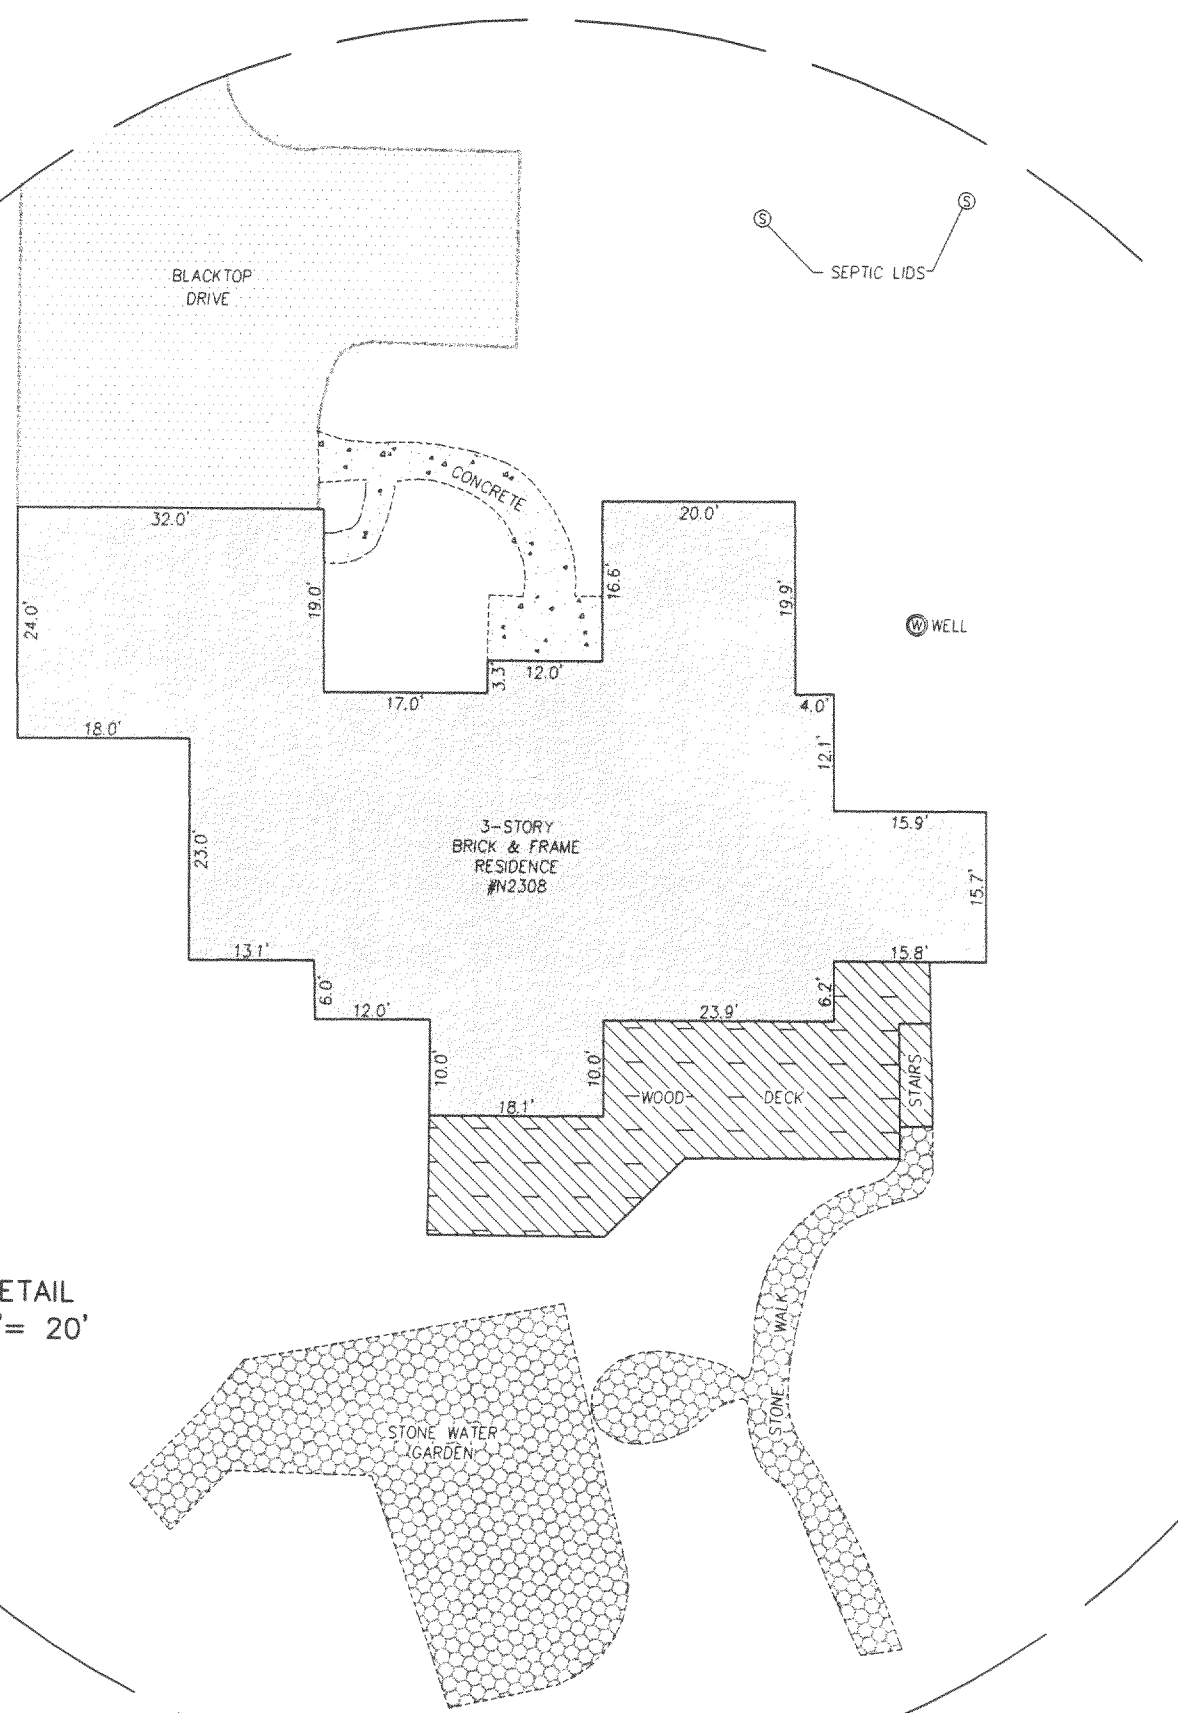 S
S
SEPTIC LIDS
BLACKTOP
DRIVE
CONCRETE
32.0'
20.0'
24.0'
19.0'
16.6'
19.9'
W WELL
3.3'
12.0'
17.0'
4.0'
18.0'
12.1'
15.9'
3-STORY
BRICK & FRAME
RESIDENCE
#N2308
23.0'
15.7'
13.1'
15.8'
6.0'
6.2'
12.0'
23.9'
10.0'
10.0'
WOOD DECK
STAIRS
18.1'
ETAIL
'= 20'
STONE WALK
STONE WATER
GARDEN